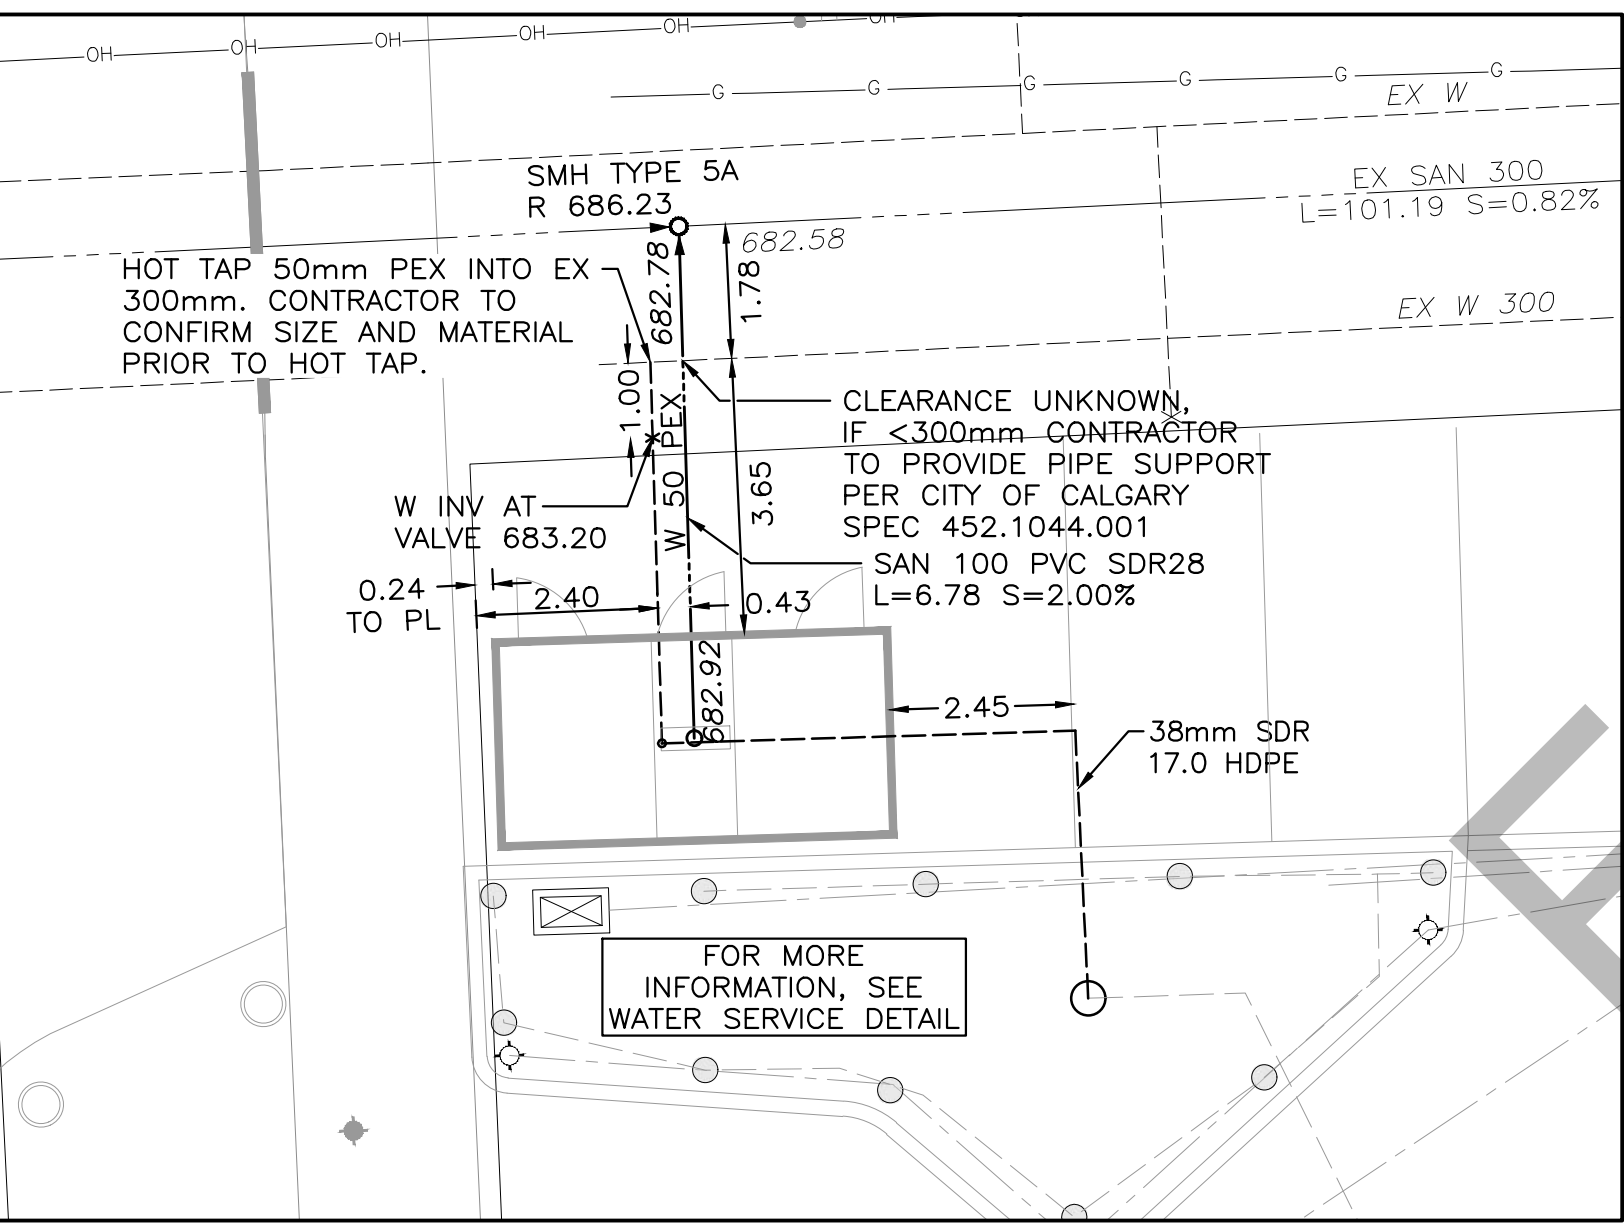 OH OH OH OH OH OH
G G G G G G
EX W
SMH TYPE 5A
R 686.23
EX SAN 300
L=101.19 S=0.82%
682.58
682.78
1.78
HOT TAP 50mm PEX INTO EX
300mm. CONTRACTOR TO
CONFIRM SIZE AND MATERIAL
PRIOR TO HOT TAP.
EX W 300
1.00
W 50 PEX
3.65
CLEARANCE UNKNOWN,
IF <300mm CONTRACTOR
TO PROVIDE PIPE SUPPORT
PER CITY OF CALGARY
SPEC 452.1044.001
W INV AT
VALVE 683.20
SAN 100 PVC SDR28
L=6.78 S=2.00%
0.24
TO PL
2.40
0.43
682.92
2.45
38mm SDR
17.0 HDPE
FOR MORE
INFORMATION, SEE
WATER SERVICE DETAIL